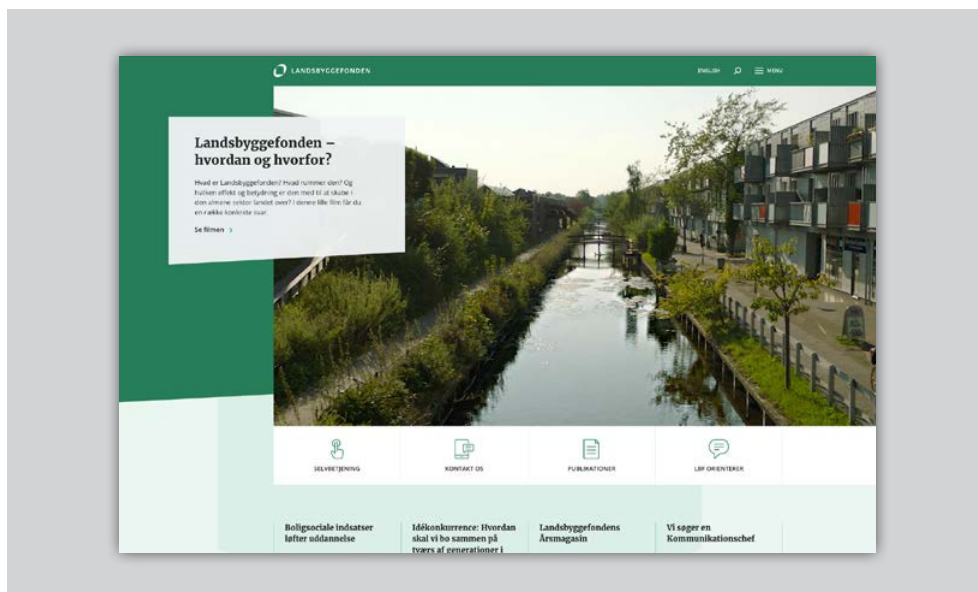 LANDSBYGGEFONDEN
ENGLISH
MENU
Landsbyggefonden –
hvordan og hvorfor?
Hvad er Landsbyggefonden? Hvad rummer den? Og
hvilken effekt og betydning er den med til at skabe i
den almene sektor landet over? I denne lille film får du
en række konkrete svar.
Se filmen
SELVBETJENING
KONTAKT OS
PUBLIKATIONER
LBF ORIENTERER
Boligsociale indsatser
løfter uddannelse
Idékonkurrence: Hvordan
skal vi bo sammen på
tværs af generationer i
Landsbyggefondens
Årsmagasin
Vi søger en
Kommunikationschef